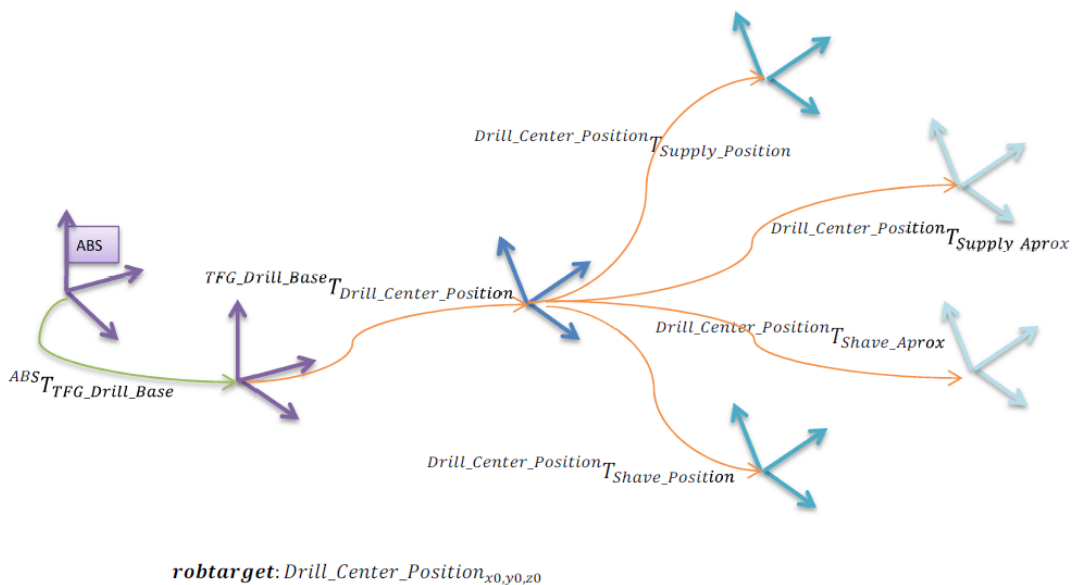 Drill_Center_Position T Supply_Position
Drill_Center_Position T Supply Aprox
ABS
TFG_Drill_Base T Drill_Center_Position
Drill_Center_Position T Shave_Aprox
ABS T TFG_Drill_Base
Drill_Center_Position T Shave_Position
robtarget: Drill_Center_Position x0,y0,z0